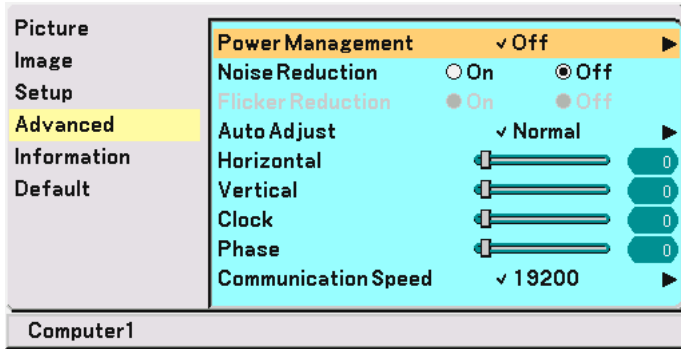 Picture
Image
Setup
Advanced
Information
Default
Power Management ✓ Off
Noise Reduction On Off
Flicker Reduction On Off
Auto Adjust ✓ Normal
Horizontal 0
Vertical 0
Clock 0
Phase 0
Communication Speed ✓ 19200
Computer1